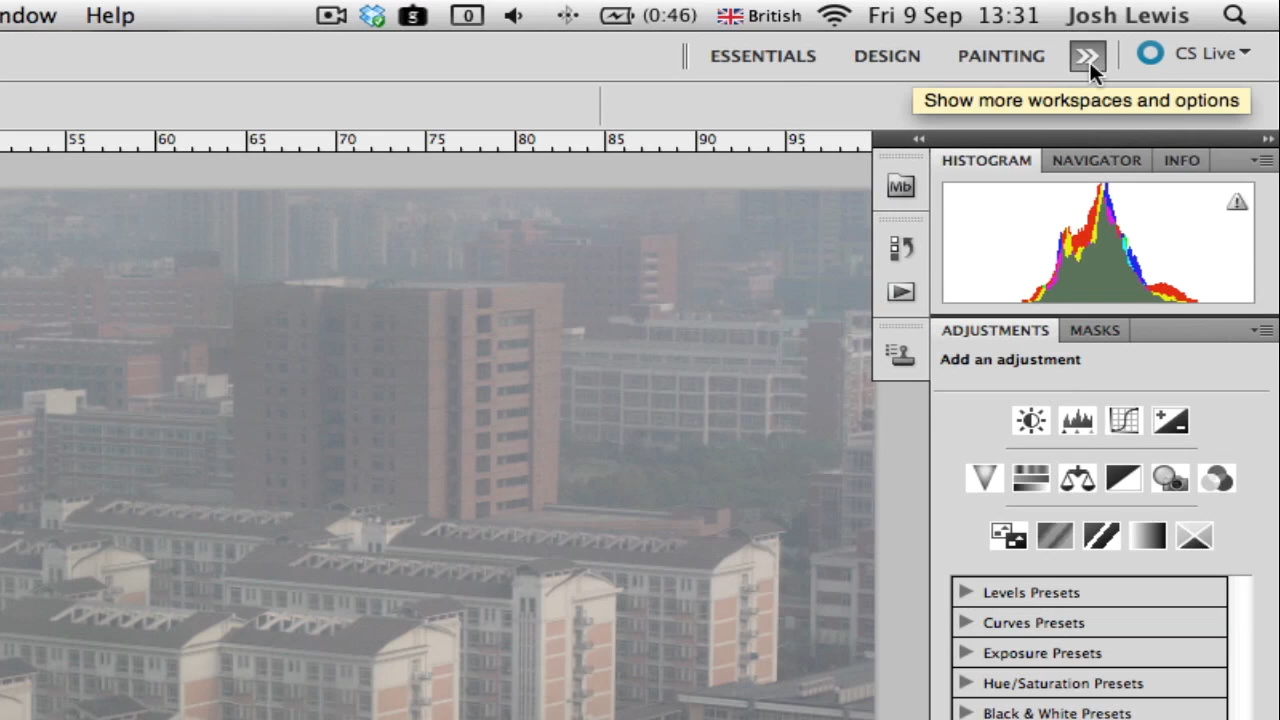 ndow Help 0 (0:46) British Fri 9 Sep 13:31 Josh Lewis
ESSENTIALS DESIGN PAINTING CS Live
Show more workspaces and options
55 60 65 70 75 80 85 90 95
HISTOGRAM NAVIGATOR INFO
Mb
ADJUSTMENTS MASKS
Add an adjustment
Levels Presets
Curves Presets
Exposure Presets
Hue/Saturation Presets
Black & White Presets